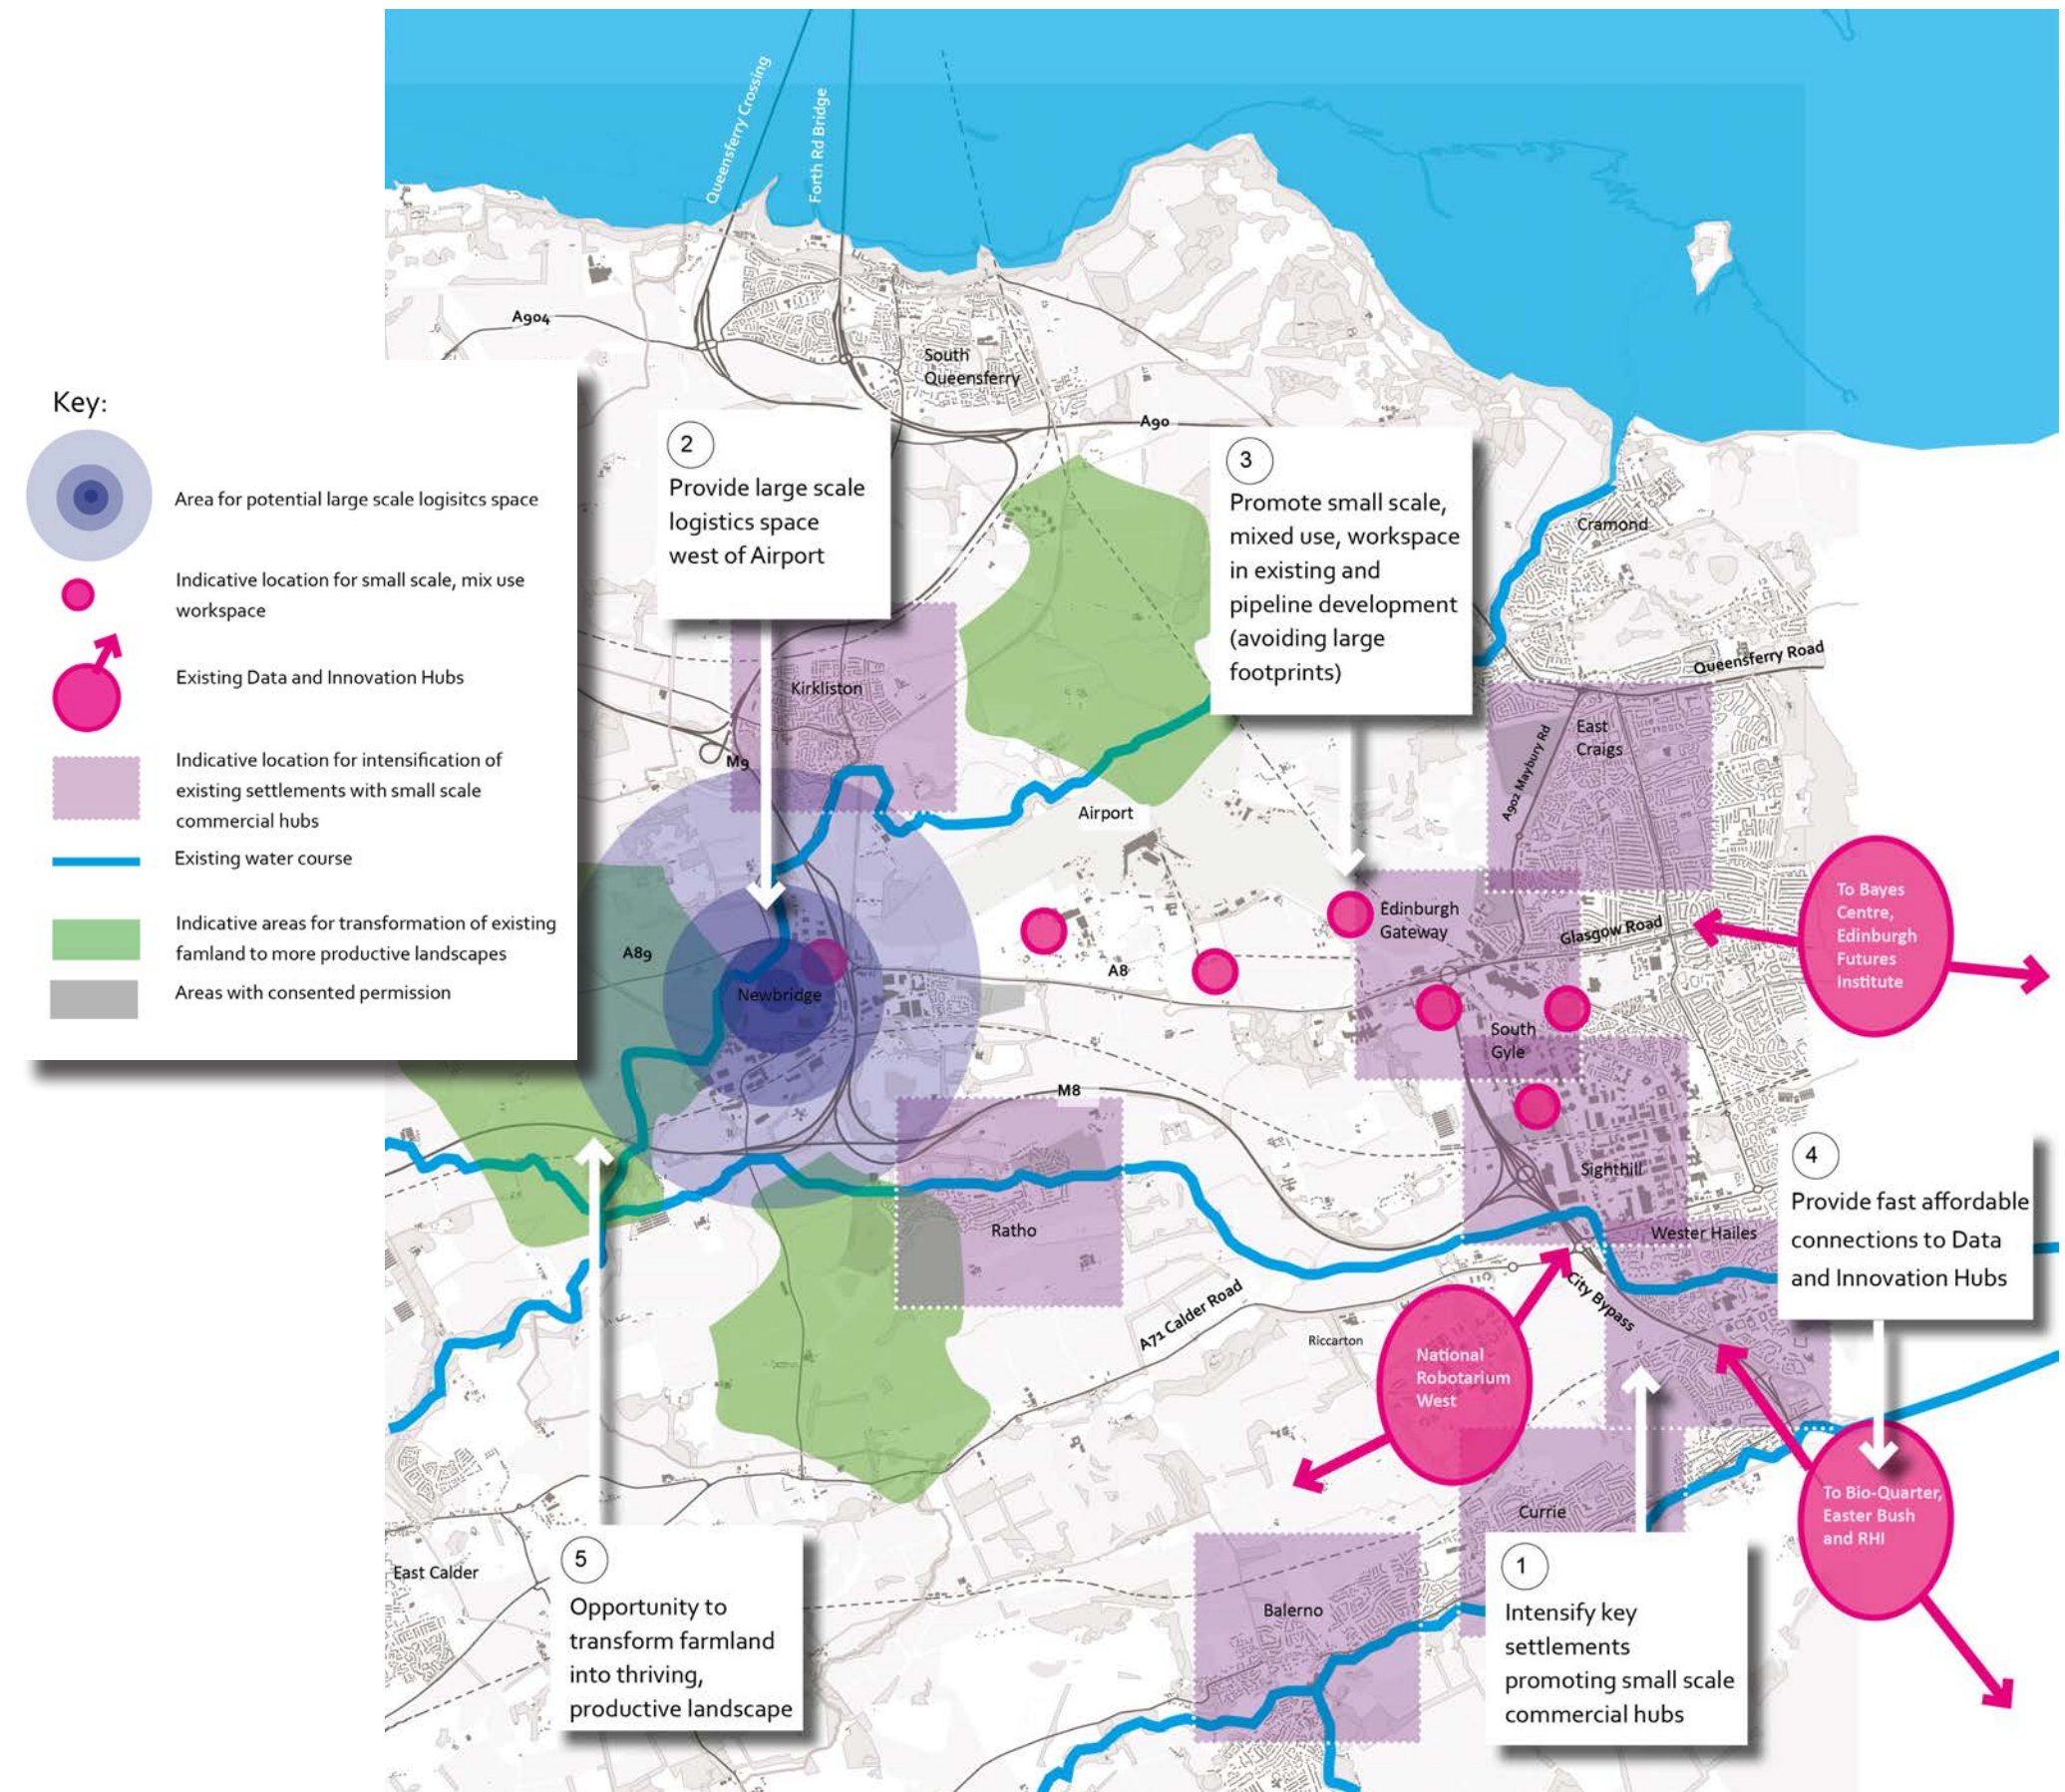 Queensferry Crossing
Forth Rd Bridge
A904
South
Queensferry
A90
Key:
Area for potential large scale logisitcs space
Indicative location for small scale, mix use
workspace
Existing Data and Innovation Hubs
Indicative location for intensification of
existing settlements with small scale
commercial hubs
Existing water course
Indicative areas for transformation of existing
famland to more productive landscapes
Areas with consented permission
2
Provide large scale
logistics space
west of Airport
3
Promote small scale,
mixed use, workspace
in existing and
pipeline development
(avoiding large
footprints)
Cramond
Queensferry Road
Kirkliston
M9
East
Craigs
A902 Maybury Rd
Airport
Edinburgh
Gateway
Glasgow Road
To Bayes
Centre,
Edinburgh
Futures
Institute
A89
A8
Newbridge
South
Gyle
M8
Sighthill
Ratho
Wester Hailes
4
Provide fast affordable
connections to Data
and Innovation Hubs
City Bypass
A71 Calder Road
Riccarton
National
Robotarium
West
To Bio-Quarter,
Easter Bush
and RHI
Currie
East Calder
5
Opportunity to
transform farmland
into thriving,
productive landscape
Balerno
1
Intensify key
settlements
promoting small scale
commercial hubs